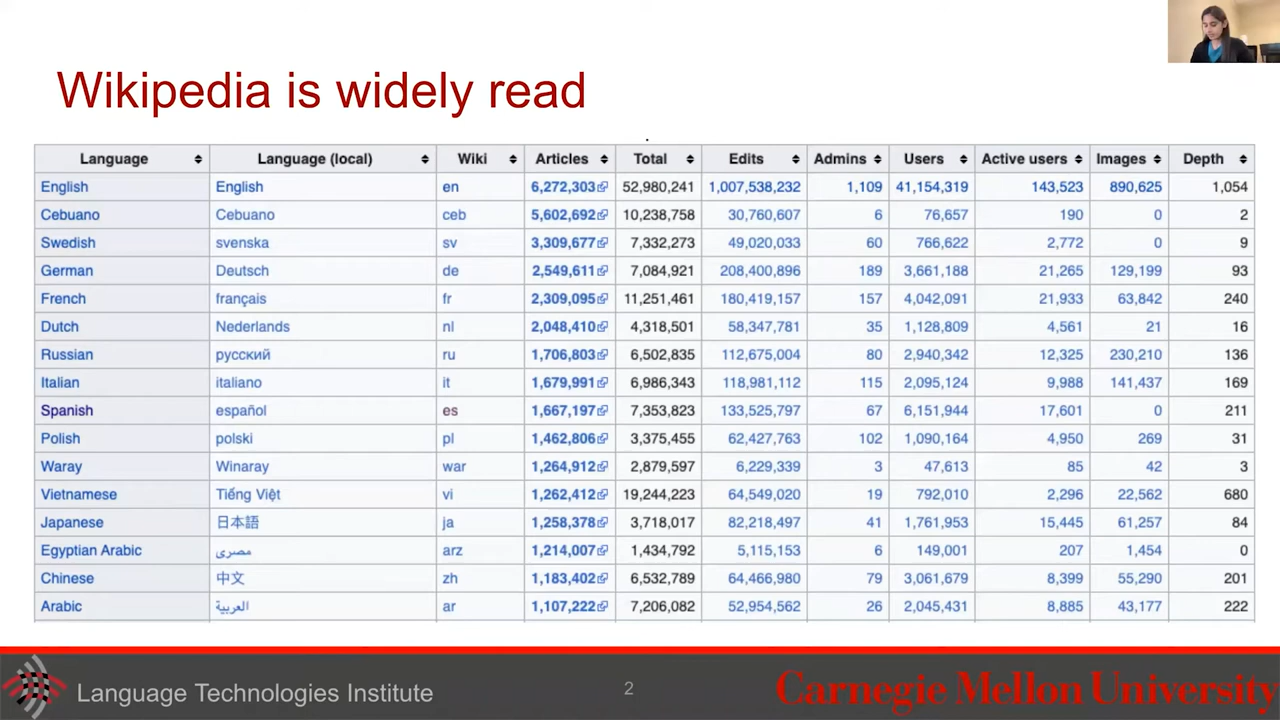 Wikipedia is widely read
Language Language (local) Wiki Articles Total Edits Admins Users Active users Images Depth
English English en 6,272,303 52,980,241 1,007,538,232 1,109 41,154,319 143,523 890,625 1,054
Cebuano Cebuano ceb 5,602,692 10,238,758 30,760,607 6 76,657 190 0 2
Swedish svenska sv 3,309,677 7,332,273 49,020,033 60 766,622 2,772 0 9
German Deutsch de 2,549,611 7,084,921 208,400,896 189 3,661,188 21,265 129,199 93
French français fr 2,309,095 11,251,461 180,419,157 157 4,042,091 21,933 63,842 240
Dutch Nederlands nl 2,048,410 4,318,501 58,347,781 35 1,128,809 4,561 21 16
Russian русский ru 1,706,803 6,502,835 112,675,004 80 2,940,342 12,325 230,210 136
Italian italiano it 1,679,991 6,986,343 118,981,112 115 2,095,124 9,988 141,437 169
Spanish español es 1,667,197 7,353,823 133,525,797 67 6,151,944 17,601 0 211
Polish polski pl 1,462,806 3,375,455 62,427,763 102 1,090,164 4,950 269 31
Waray Winaray war 1,264,912 2,879,597 6,229,339 3 47,613 85 42 3
Vietnamese Tiếng Việt vi 1,262,412 19,244,223 64,549,020 19 792,010 2,296 22,562 680
Japanese 日本語 ja 1,258,378 3,718,017 82,218,497 41 1,761,953 15,445 61,257 84
Egyptian Arabic مصرى arz 1,214,007 1,434,792 5,115,153 6 149,001 207 1,454 0
Chinese 中文 zh 1,183,402 6,532,789 64,466,980 79 3,061,679 8,399 55,290 201
Arabic العربية ar 1,107,222 7,206,082 52,954,562 26 2,045,431 8,885 43,177 222
Language Technologies Institute 2 Carnegie Mellon University